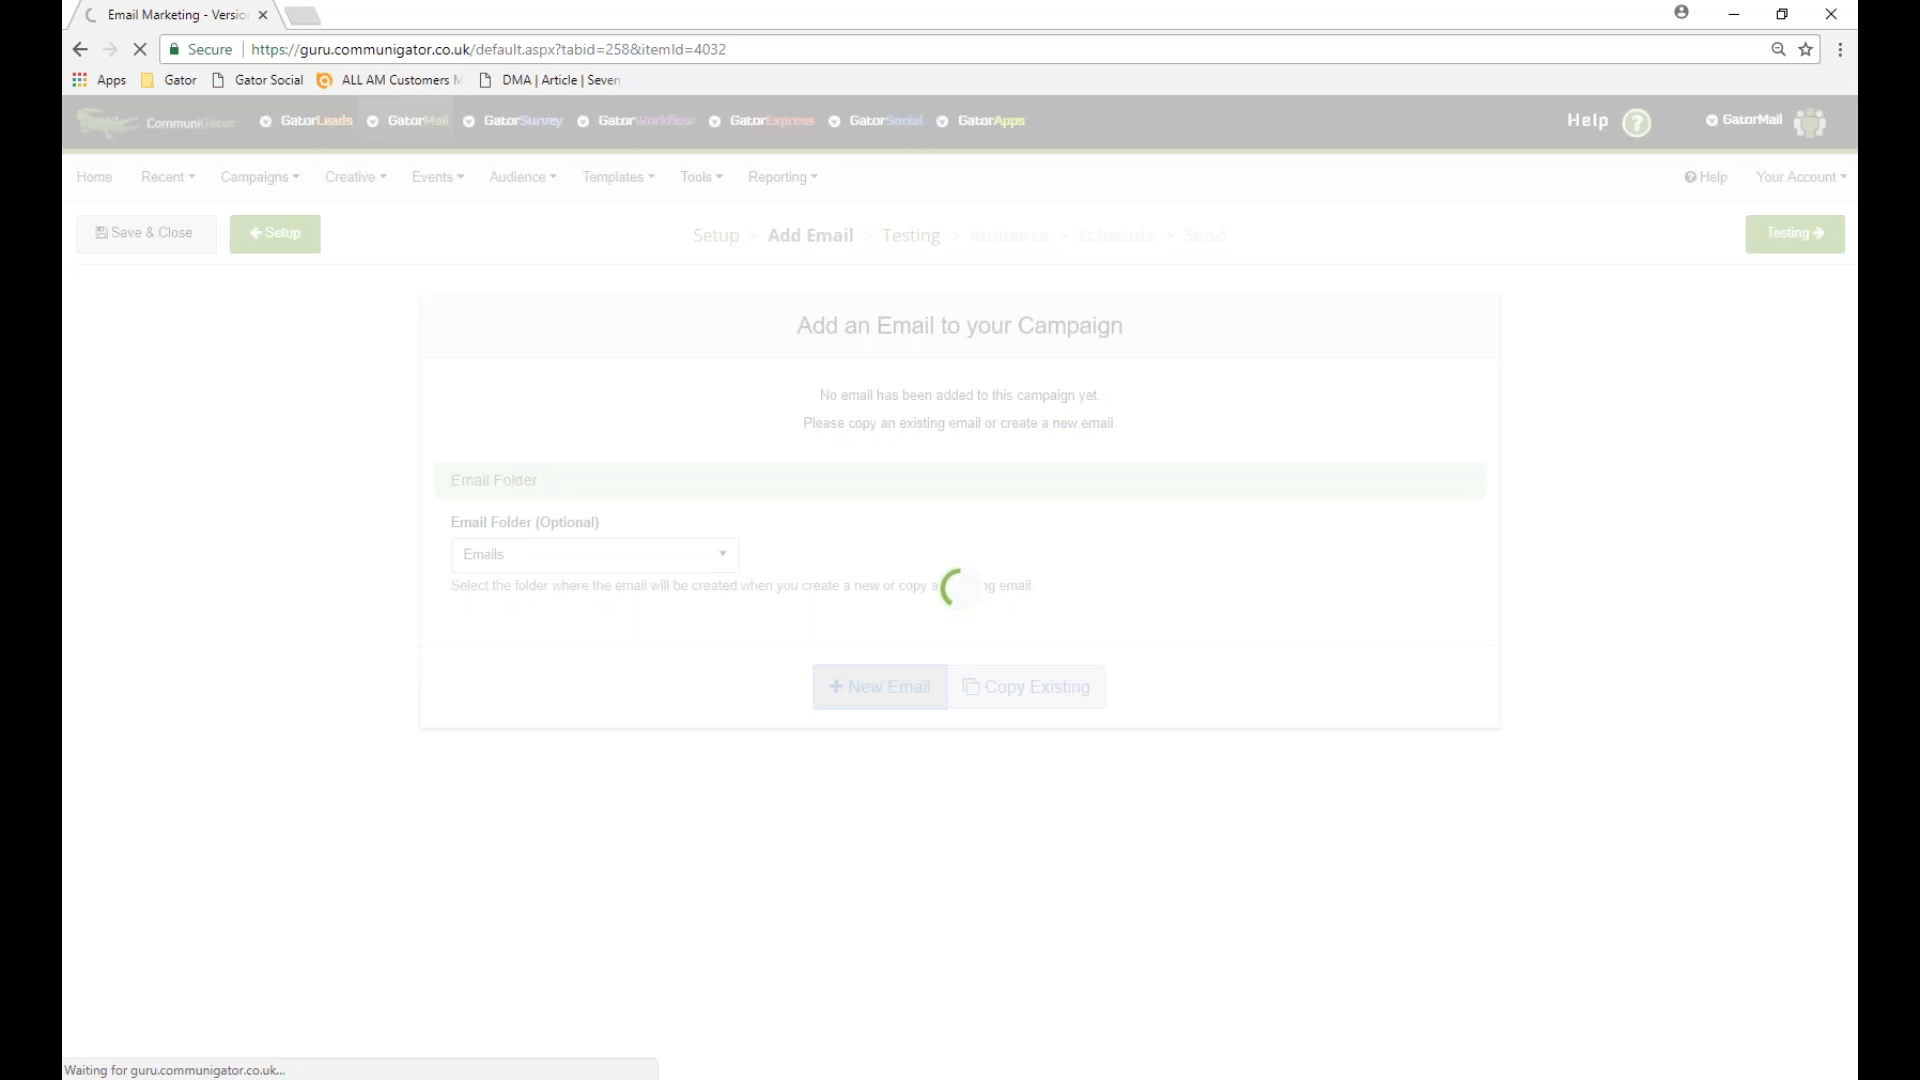 Email Marketing - Versio
Secure https://guru.communigator.co.uk/default.aspx?tabid=258&itemId=4032
Apps Gator Gator Social ALL AM Customers M DMA | Article | Seven
CommuniGator GatorLeads GatorMail GatorSurvey GatorWorkflow GatorExpress GatorSocial GatorApps Help ? GatorMail
Home Recent Campaigns Creative Events Audience Templates Tools Reporting Help Your Account
Save & Close Setup Setup > Add Email > Testing > Audience > Schedule > Send Testing
Add an Email to your Campaign
No email has been added to this campaign yet.
Please copy an existing email or create a new email.
Email Folder
Email Folder (Optional)
Emails
Select the folder where the email will be created when you create a new or copy a ng email.
New Email Copy Existing
Waiting for guru.communigator.co.uk...